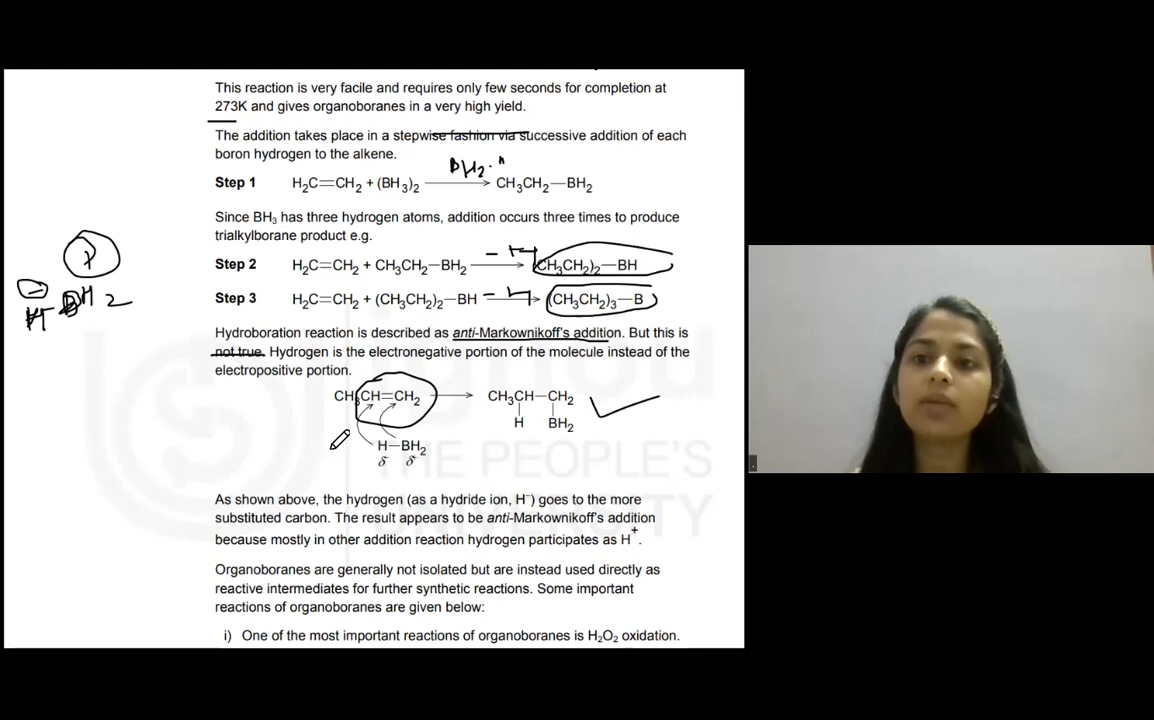 This reaction is very facile and requires only few seconds for completion at
273K and gives organoboranes in a very high yield.
The addition takes place in a stepwise fashion via successive addition of each
boron hydrogen to the alkene.
BH2
Step 1 H2C=CH2 + (BH3)2 → CH3CH2—BH2
Since BH3 has three hydrogen atoms, addition occurs three times to produce
trialkylborane product e.g.
– H
Step 2 H2C=CH2 + CH3CH2—BH2 → (CH3CH2)2—BH
– H
Step 3 H2C=CH2 + (CH3CH2)2—BH → (CH3CH2)3—B
H BH2
Hydroboration reaction is described as anti-Markownikoff's addition. But this is
not true. Hydrogen is the electronegative portion of the molecule instead of the
electropositive portion.
CH3CH=CH2 → CH3CH—CH2
H BH2
H—BH2
δ δ
As shown above, the hydrogen (as a hydride ion, H⁻) goes to the more
substituted carbon. The result appears to be anti-Markownikoff's addition
because mostly in other addition reaction hydrogen participates as H⁺.
Organoboranes are generally not isolated but are instead used directly as
reactive intermediates for further synthetic reactions. Some important
reactions of organoboranes are given below:
i) One of the most important reactions of organoboranes is H2O2 oxidation.
ignou
THE PEOPLE'S
UNIVERSITY